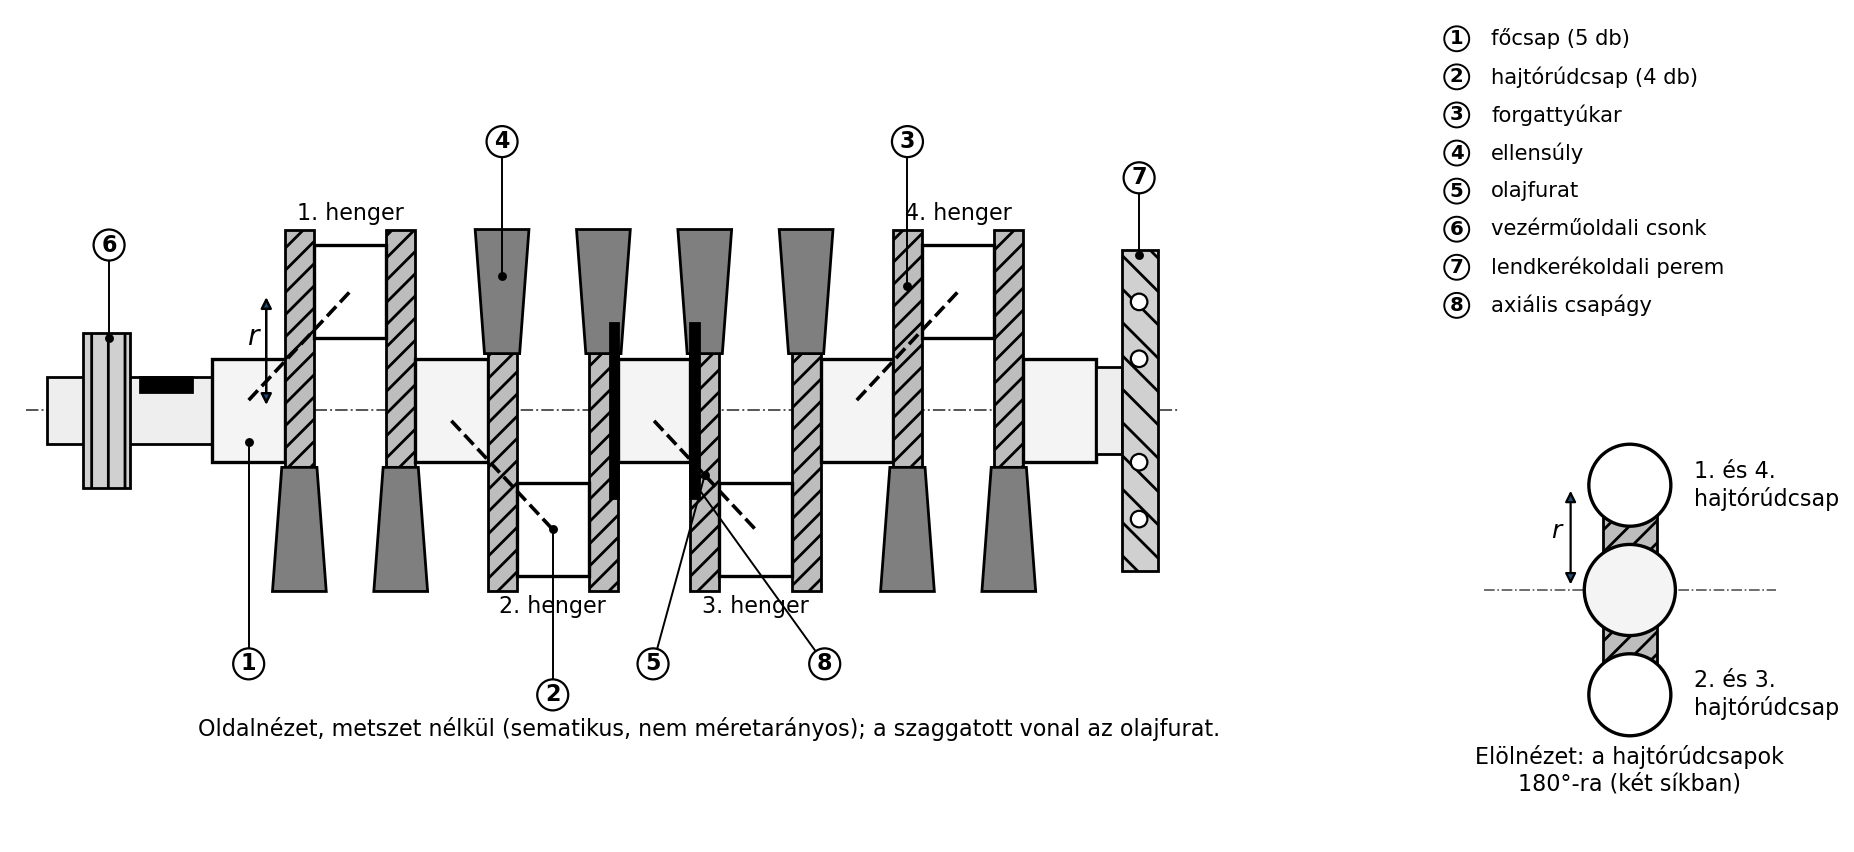 1 főcsap (5 db)
2 hajtórúdcsap (4 db)
3 forgattyúkar
4 ellensúly
5 olajfurat
6 vezérműoldali csonk
7 lendkerékoldali perem
8 axiális csapágy
4
3
7
1. henger
4. henger
6
r
2. henger
3. henger
1
2
5
8
Oldalnézet, metszet nélkül (sematikus, nem méretarányos); a szaggatott vonal az olajfurat.
1. és 4.
hajtórúdcsap
r
2. és 3.
hajtórúdcsap
Elölnézet: a hajtórúdcsapok
180°-ra (két síkban)